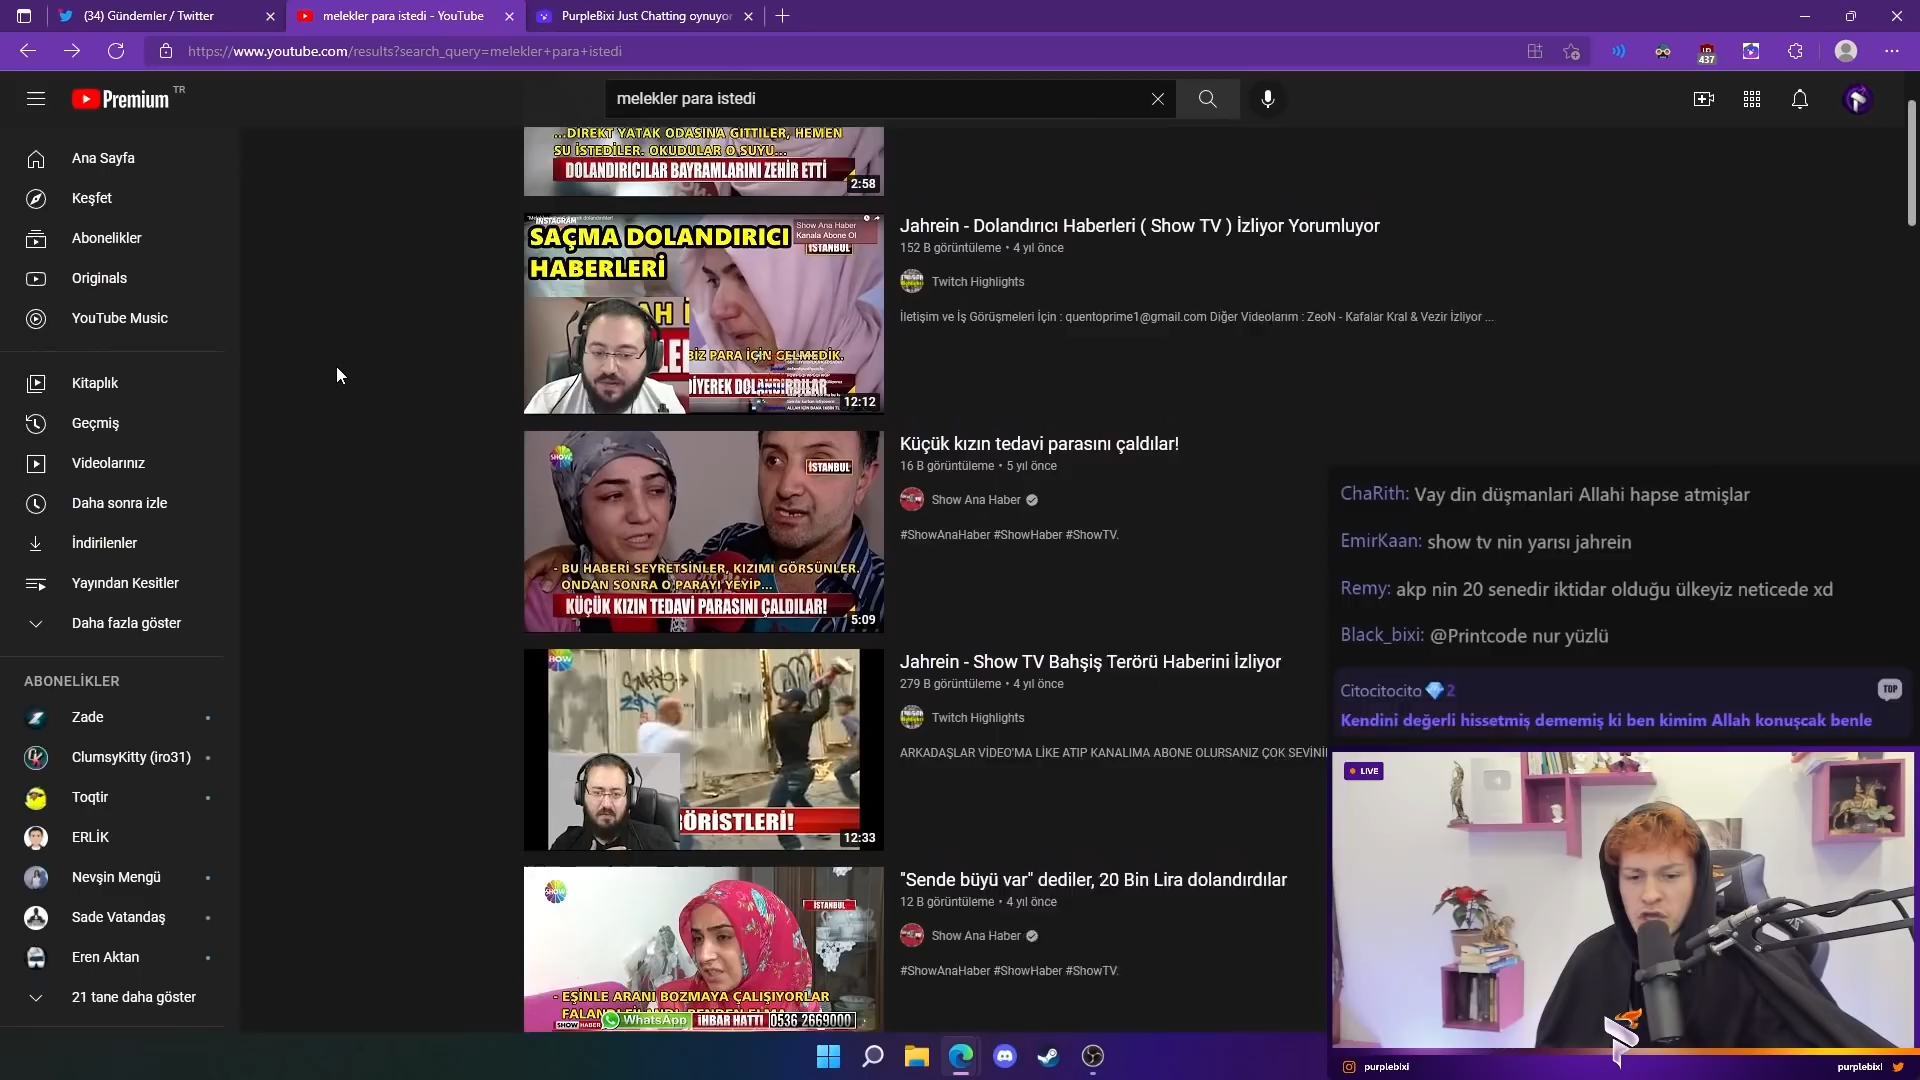 (34) Gündemler / Twitter
melekler para istedi - YouTube
PurpleBixi Just Chatting oynuyor
https://www.youtube.com/results?search_query=melekler+para+istedi
437
Premium TR
melekler para istedi
Ana Sayfa
Keşfet
Abonelikler
Originals
YouTube Music
Kitaplık
Geçmiş
Videolarınız
Daha sonra izle
İndirilenler
Yayından Kesitler
Daha fazla göster
ABONELİKLER
Zade
ClumsyKitty (iro31)
Toqtir
ERLİK
Nevşin Mengü
Sade Vatandaş
Eren Aktan
21 tane daha göster
...DİREKT YATAK ODASINA GİTTİLER, HEMEN
SU İSTEDİLER. OKUDULAR O SUYU...
DOLANDIRICILAR BAYRAMLARINI ZEHİR ETTİ
2:58
INSTAGRAM
Show Ana Haber
Kanala Abone Ol
SAÇMA DOLANDIRICI
HABERLERİ
İSTANBUL
BİZ PARA İÇİN GELMEDİK.
DİYEREK DOLANDIRDILAR
12:12
Jahrein - Dolandırıcı Haberleri ( Show TV ) İzliyor Yorumluyor
152 B görüntüleme • 4 yıl önce
Twitch Highlights
İletişim ve İş Görüşmeleri İçin : quentoprime1@gmail.com Diğer Videolarım : ZeoN - Kafalar Kral & Vezir İzliyor ...
SHOW
İSTANBUL
- BU HABERİ SEYRETSİNLER, KIZIMI GÖRSÜNLER.
ONDAN SONRA O PARAYI YEYİP...
KÜÇÜK KIZIN TEDAVİ PARASINI ÇALDILAR!
5:09
Küçük kızın tedavi parasını çaldılar!
16 B görüntüleme • 5 yıl önce
Show Ana Haber
#ShowAnaHaber #ShowHaber #ShowTV.
SHOW
ÖRİSTLERİ!
12:33
Jahrein - Show TV Bahşiş Terörü Haberini İzliyor
279 B görüntüleme • 4 yıl önce
Twitch Highlights
ARKADAŞLAR VİDEO'MA LİKE ATIP KANALIMA ABONE OLURSANIZ ÇOK SEVİNİ
SHOW
İSTANBUL
- EŞİNLE ARANI BOZMAYA ÇALIŞIYORLAR
SHOW HABER WhatsApp İHBAR HATTI 0536 2669000
"Sende büyü var" dediler, 20 Bin Lira dolandırdılar
12 B görüntüleme • 4 yıl önce
Show Ana Haber
#ShowAnaHaber #ShowHaber #ShowTV.
ChaRith: Vay din düşmanlari Allahi hapse atmişlar
EmirKaan: show tv nin yarısı jahrein
Remy: akp nin 20 senedir iktidar olduğu ülkeyiz neticede xd
Black_bixi: @Printcode nur yüzlü
Citocitocito 2
TOP
Kendini değerli hissetmiş dememiş ki ben kimim Allah konuşcak benle
LIVE
purplebixi
purplebixi